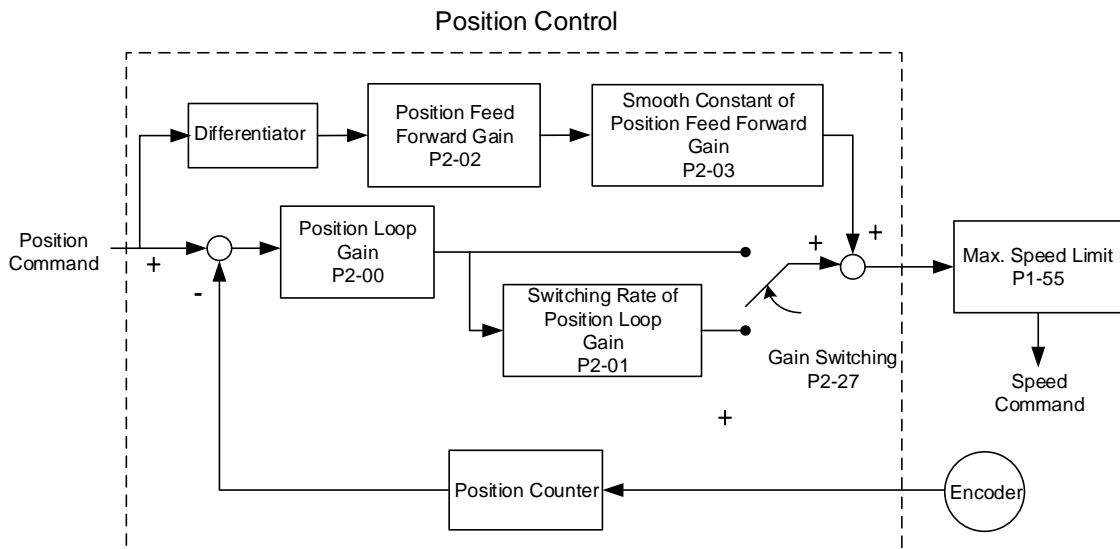 Position Control
Differentiator
Position Feed
Forward Gain
P2-02
Smooth Constant of
Position Feed Forward
Gain
P2-03
Position
Command
+
-
Position Loop
Gain
P2-00
Switching Rate of
Position Loop
Gain
P2-01
+
+
Gain Switching
P2-27
+
Max. Speed Limit
P1-55
Speed
Command
Position Counter
Encoder